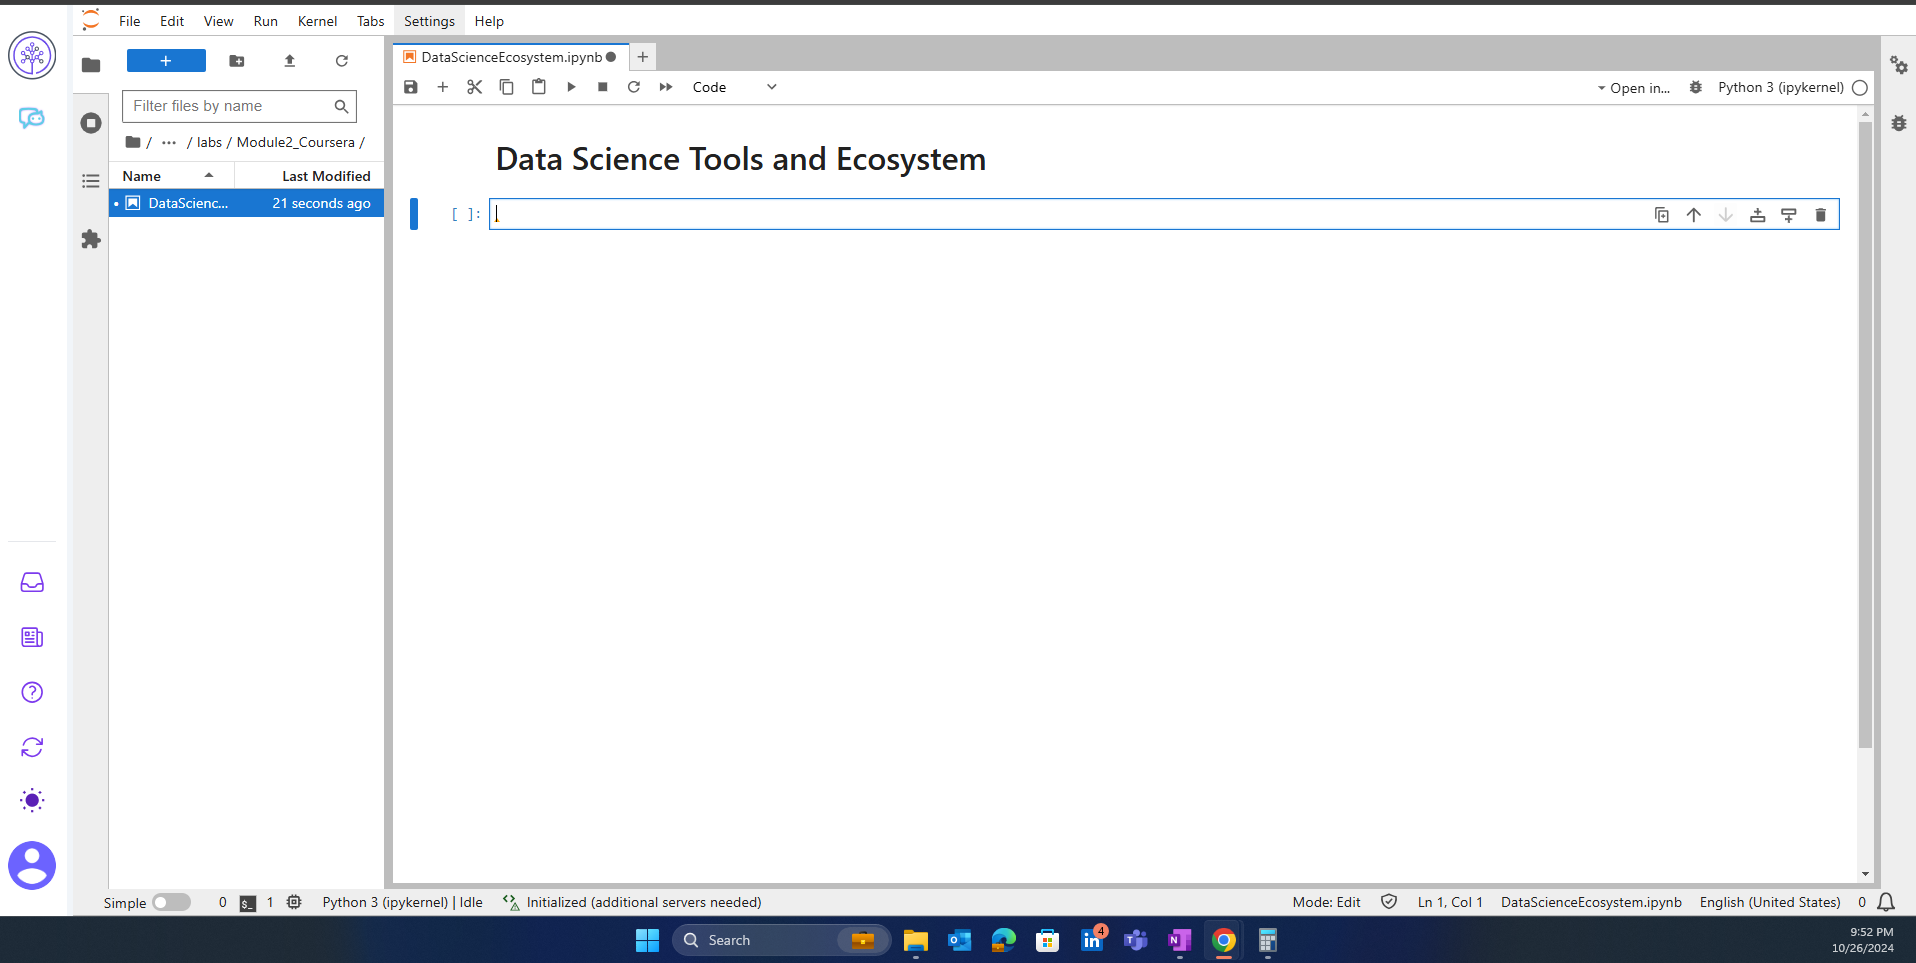 File Edit View Run Kernel Tabs Settings Help
+
Filter files by name
/ ... / labs / Module2_Coursera /
Name Last Modified
• DataScienc... 21 seconds ago
DataScienceEcosystem.ipynb +
Code
Open in... Python 3 (ipykernel)
Data Science Tools and Ecosystem
[ ]:
Simple 0 $_ 1 Python 3 (ipykernel) | Idle Initialized (additional servers needed) Mode: Edit Ln 1, Col 1 DataScienceEcosystem.ipynb English (United States) 0
Search
in 4
T
N
9:52 PM
10/26/2024